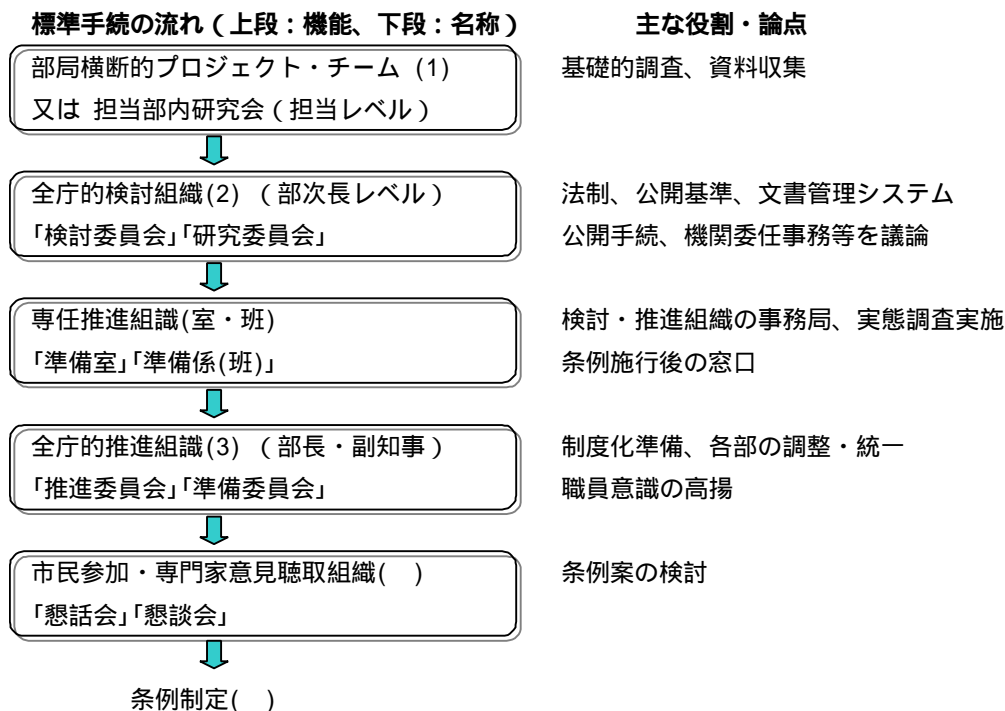 標準手続の流れ（上段：機能、下段：名称） 主な役割・論点
部局横断的プロジェクト・チーム (1) 基礎的調査、資料収集
又は 担当部内研究会（担当レベル）
全庁的検討組織(2) （部次長レベル） 法制、公開基準、文書管理システム
「検討委員会」「研究委員会」 公開手続、機関委任事務等を議論
専任推進組織(室・班) 検討・推進組織の事務局、実態調査実施
「準備室」「準備係(班)」 条例施行後の窓口
全庁的推進組織(3) （部長・副知事） 制度化準備、各部の調整・統一
「推進委員会」「準備委員会」 職員意識の高揚
市民参加・専門家意見聴取組織( ) 条例案の検討
「懇話会」「懇談会」
条例制定( )